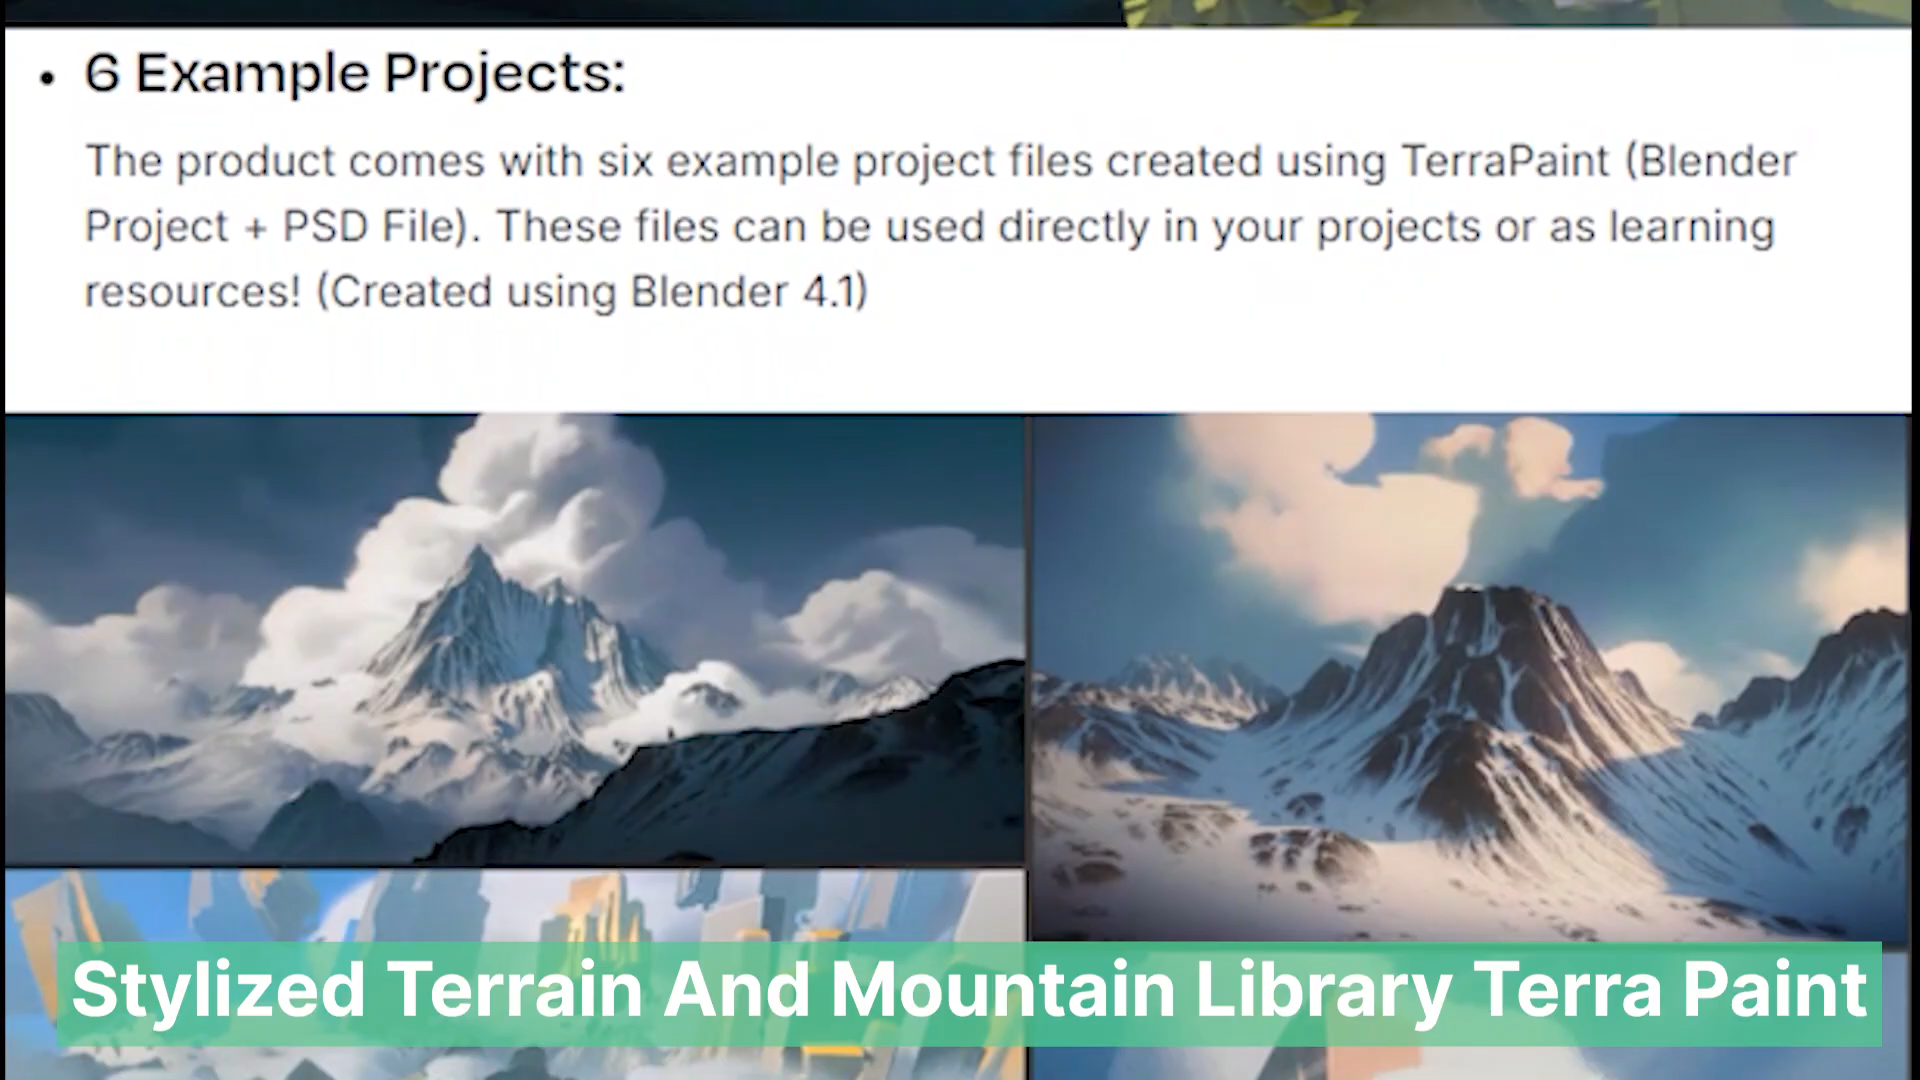 • 6 Example Projects:
The product comes with six example project files created using TerraPaint (Blender
Project + PSD File). These files can be used directly in your projects or as learning
resources! (Created using Blender 4.1)
Stylized Terrain And Mountain Library Terra Paint